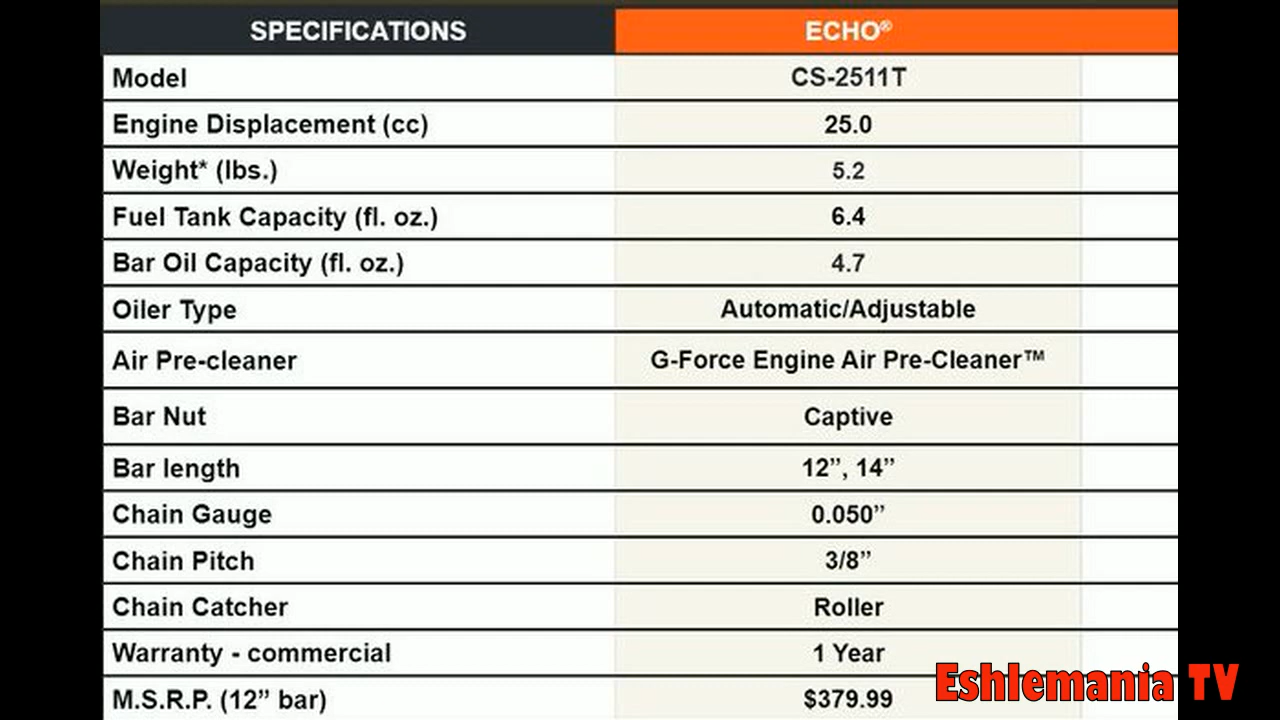 SPECIFICATIONS ECHO®
Model CS-2511T
Engine Displacement (cc) 25.0
Weight* (lbs.) 5.2
Fuel Tank Capacity (fl. oz.) 6.4
Bar Oil Capacity (fl. oz.) 4.7
Oiler Type Automatic/Adjustable
Air Pre-cleaner G-Force Engine Air Pre-Cleaner™
Bar Nut Captive
Bar length 12”, 14”
Chain Gauge 0.050”
Chain Pitch 3/8”
Chain Catcher Roller
Warranty - commercial 1 Year
M.S.R.P. (12” bar) $379.99
Eshlemania TV